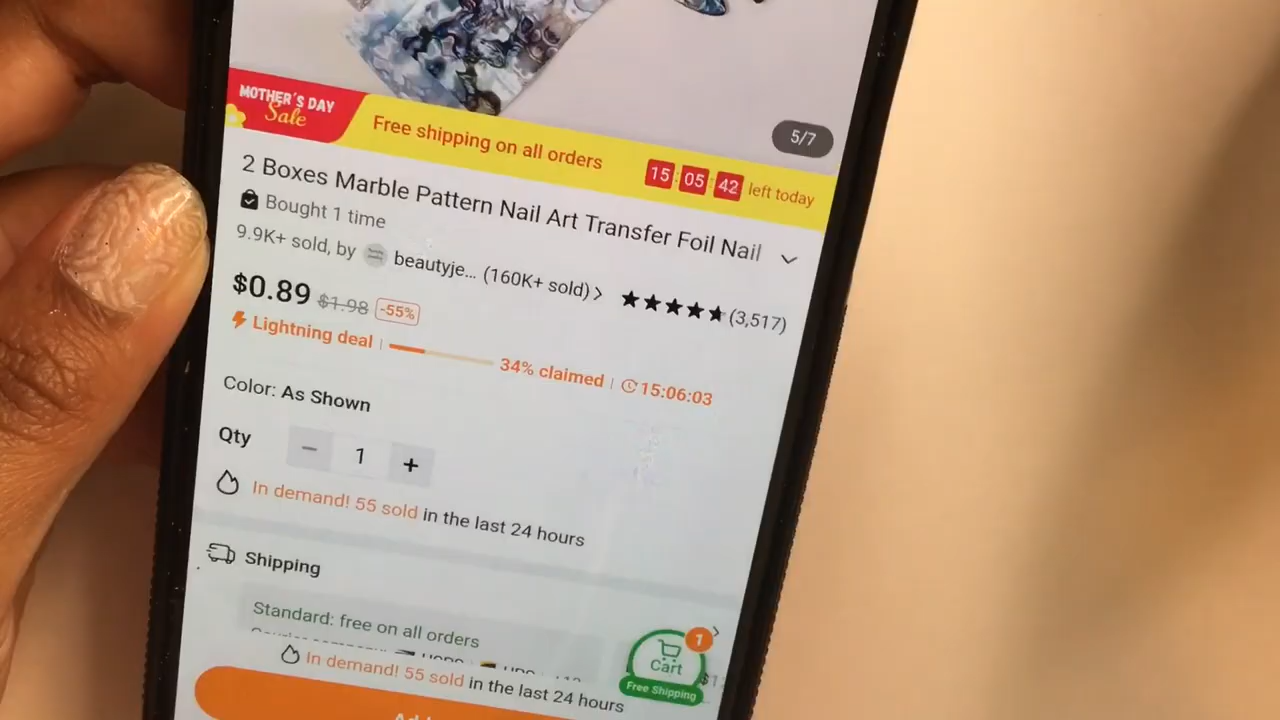 MOTHER'S DAY
Sale
Free shipping on all orders
15:05:42 left today
5/7
2 Boxes Marble Pattern Nail Art Transfer Foil Nail
Bought 1 time
9.9K+ sold, by beautyje... (160K+ sold)
(3,517)
$0.89 $1.98 -55%
Lightning deal | 34% claimed | 15:06:03
Color: As Shown
Qty − 1 +
In demand! 55 sold in the last 24 hours
Shipping
Standard: free on all orders
In demand! 55 sold in the last 24 hours
1
Cart
Free Shipping